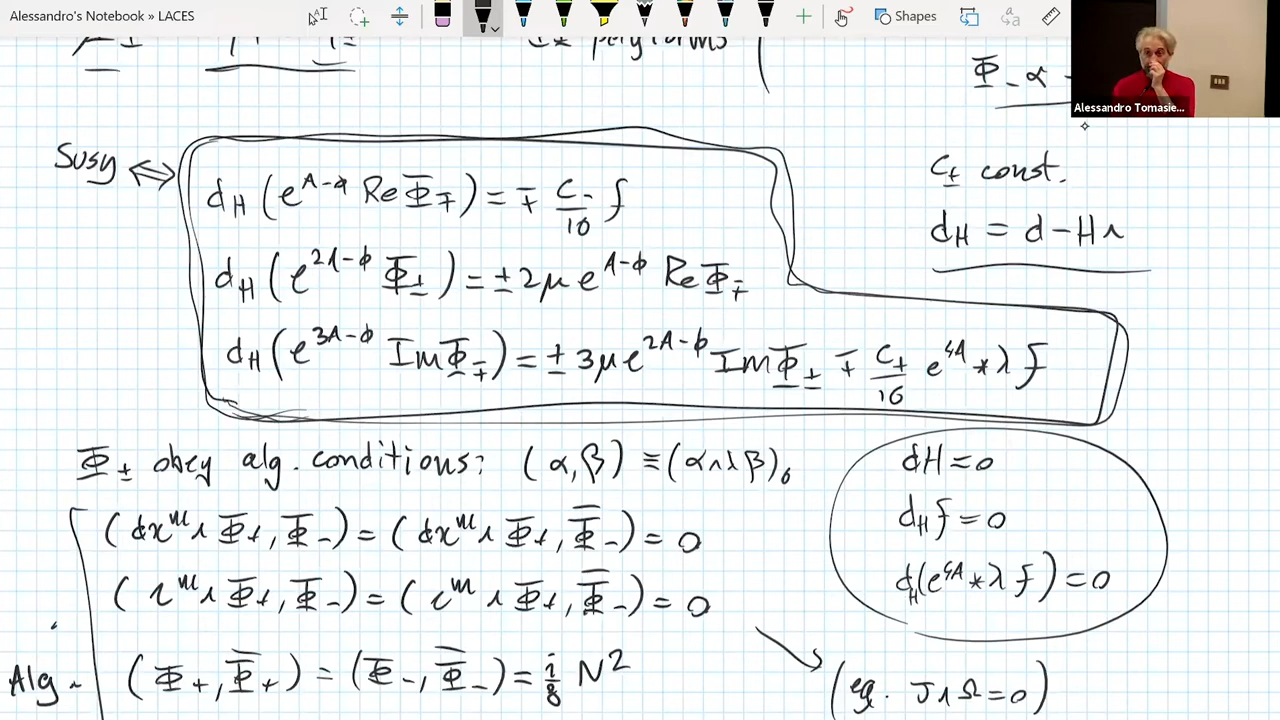 Alessandro's Notebook » LACES
Shapes
polyforms
Φ_- α
Alessandro Tomasie...
Susy ⟺
d_H (e^{A-φ} Re Φ_∓) = ∓ c_-/16 f
d_H (e^{2A-φ} Φ_±) = ±2μ e^{A-φ} Re Φ_∓
d_H (e^{3A-φ} Im Φ_∓) = ±3μ e^{2A-φ} Im Φ_± ∓ c_+/16 e^{4A} * λ f
c_± const.
d_H = d - H∧
Φ_± obey alg. conditions: (α, β) ≡ (α∧λβ)_6
(dx^m ∧ Φ_+, Φ_-) = (dx^m ∧ Φ_+, Φ̄_-) = 0
(ι^m ∧ Φ_+, Φ_-) = (ι^m ∧ Φ_+, Φ̄_-) = 0
Alg. (Φ_+, Φ̄_+) = (Φ_-, Φ̄_-) = i/8 N^2
dH = 0
d_H f = 0
d_H(e^{4A} * λ f) = 0
(eg. J∧Ω = 0)